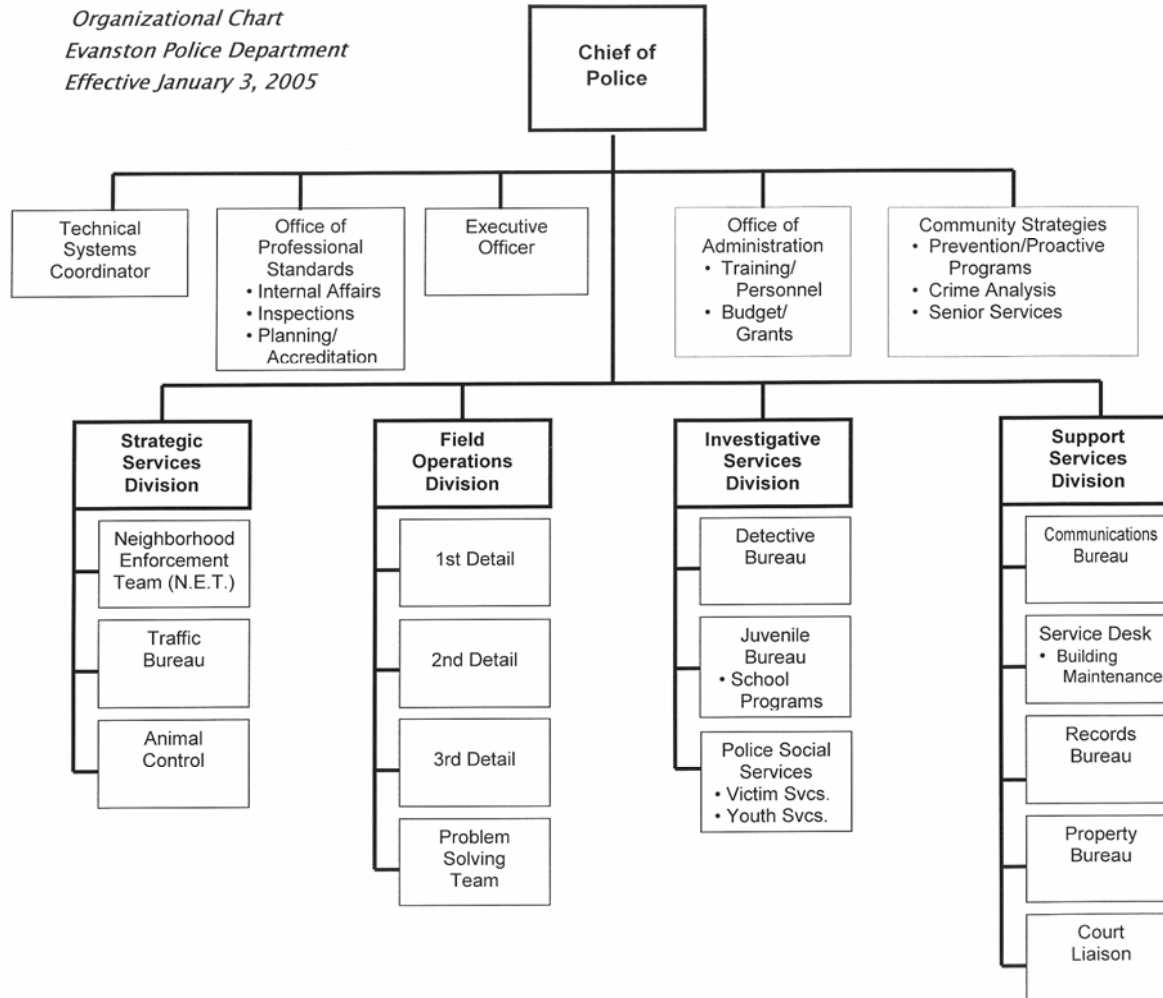 Organizational Chart
Evanston Police Department
Effective January 3, 2005
Chief of
Police
Technical
Systems
Coordinator
Office of
Professional
Standards
• Internal Affairs
• Inspections
• Planning/
Accreditation
Executive
Officer
Office of
Administration
• Training/
Personnel
• Budget/
Grants
Community Strategies
• Prevention/Proactive
Programs
• Crime Analysis
• Senior Services
Strategic
Services
Division
Neighborhood
Enforcement
Team (N.E.T.)
Traffic
Bureau
Animal
Control
Field
Operations
Division
1st Detail
2nd Detail
3rd Detail
Problem
Solving
Team
Investigative
Services
Division
Detective
Bureau
Juvenile
Bureau
• School
Programs
Police Social
Services
• Victim Svcs.
• Youth Svcs.
Support
Services
Division
Communications
Bureau
Service Desk
• Building
Maintenance
Records
Bureau
Property
Bureau
Court
Liaison